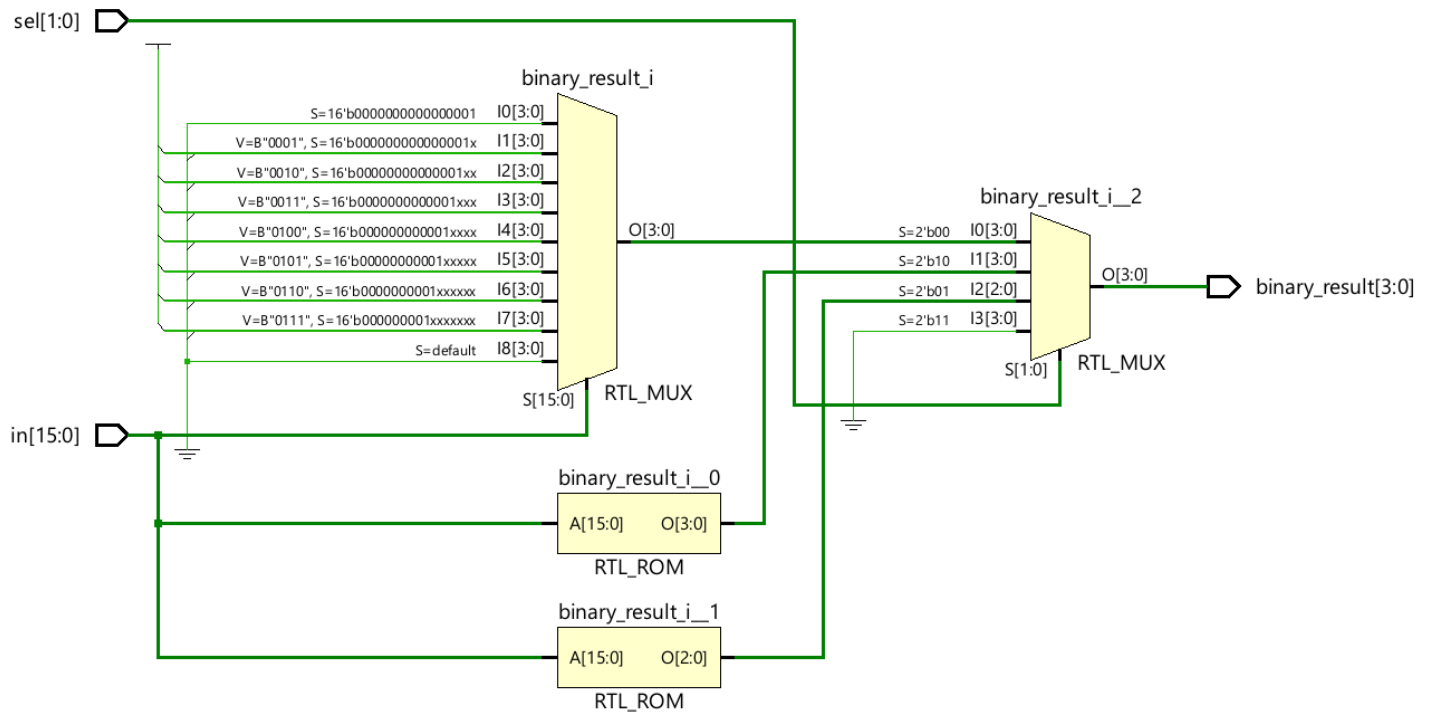 sel[1:0]
binary_result_i
S=16'b0000000000000001 I0[3:0]
V=B"0001", S=16'b000000000000001x I1[3:0]
V=B"0010", S=16'b00000000000001xx I2[3:0]
V=B"0011", S=16'b0000000000001xxx I3[3:0]
V=B"0100", S=16'b000000000001xxxx I4[3:0]
V=B"0101", S=16'b00000000001xxxxx I5[3:0]
V=B"0110", S=16'b0000000001xxxxxx I6[3:0]
V=B"0111", S=16'b000000001xxxxxxx I7[3:0]
S=default I8[3:0]
O[3:0]
S[15:0]
RTL_MUX
binary_result_i__2
S=2'b00 I0[3:0]
S=2'b10 I1[3:0]
S=2'b01 I2[2:0]
S=2'b11 I3[3:0]
O[3:0]
S[1:0]
RTL_MUX
binary_result[3:0]
in[15:0]
binary_result_i__0
A[15:0] O[3:0]
RTL_ROM
binary_result_i__1
A[15:0] O[2:0]
RTL_ROM